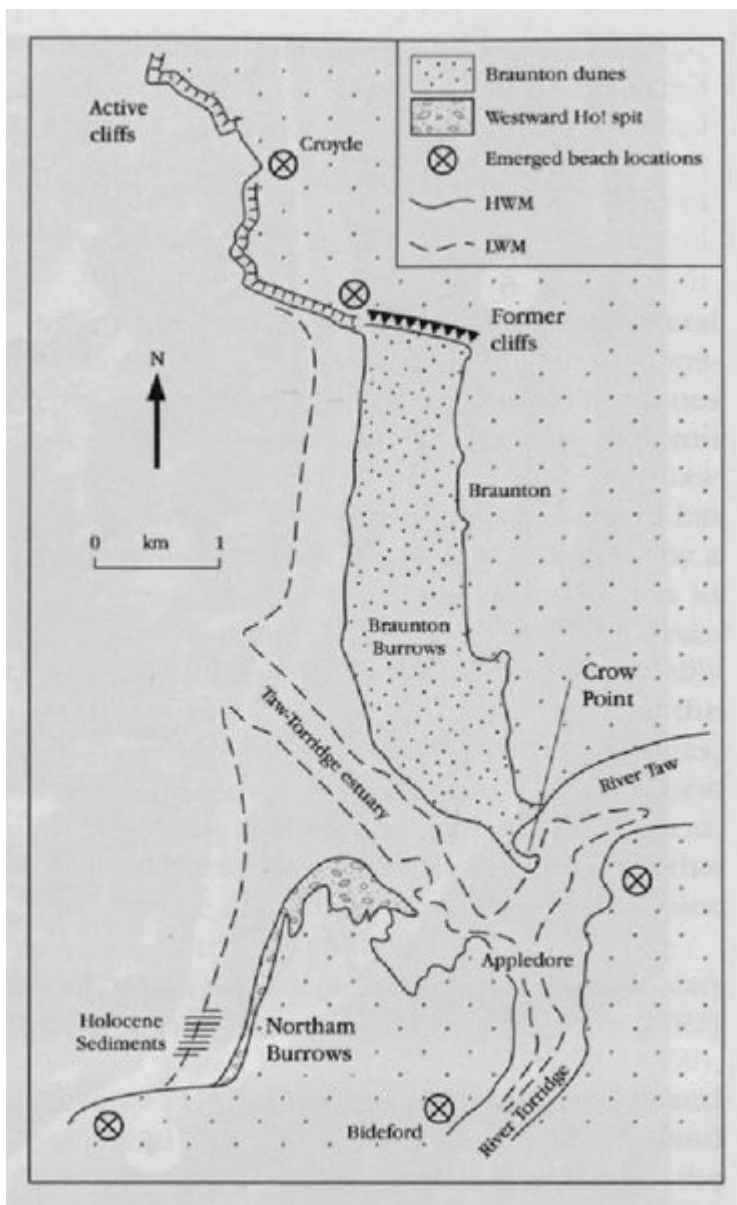 Active
cliffs
Croyde
Braunton dunes
Westward Ho! spit
Emerged beach locations
HWM
LWM
Former
cliffs
N
0 km 1
Braunton
Braunton
Burrows
Crow
Point
Taw-Torridge estuary
River Taw
Appledore
Holocene
Sediments
Northam
Burrows
Bideford
River Torridge